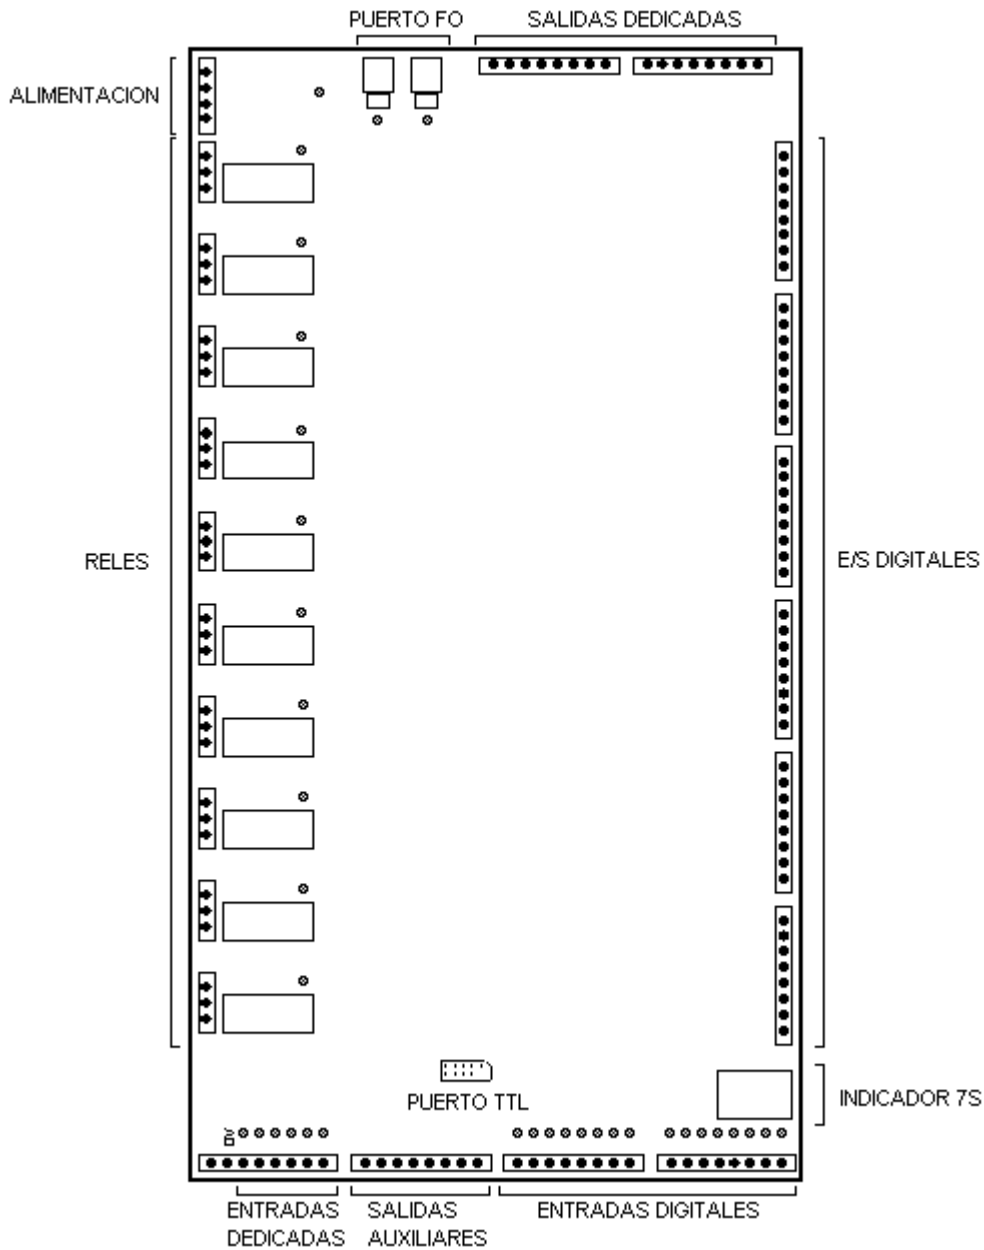 PUERTO FO
SALIDAS DEDICADAS
ALIMENTACION
RELES
E/S DIGITALES
PUERTO TTL
INDICADOR 7S
ENTRADAS
DEDICADAS
SALIDAS
AUXILIARES
ENTRADAS DIGITALES